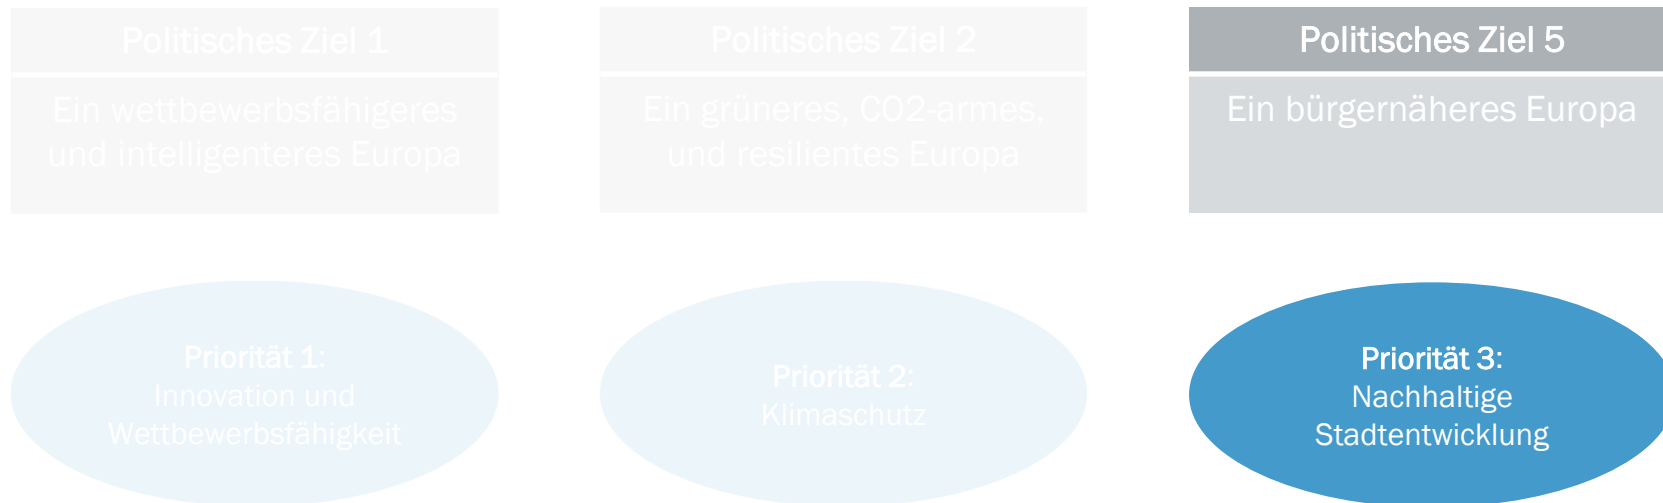 Politisches Ziel 1
Ein wettbewerbsfähigeres
und intelligenteres Europa
Politisches Ziel 2
Ein grüneres, CO2-armes,
und resilientes Europa
Politisches Ziel 5
Ein bürgernäheres Europa
Priorität 1:
Innovation und
Wettbewerbsfähigkeit
Priorität 2:
Klimaschutz
Priorität 3:
Nachhaltige
Stadtentwicklung